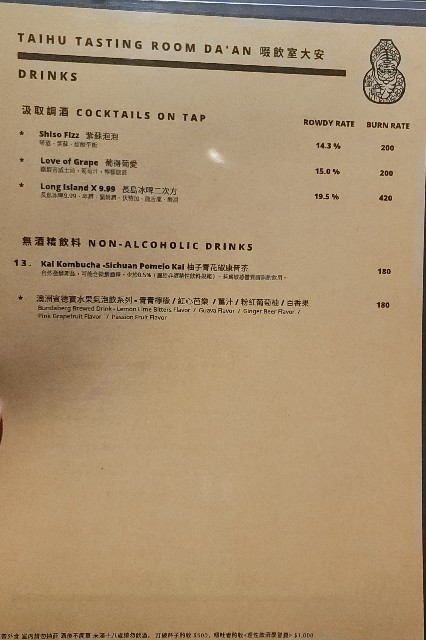 TAIHU TASTING ROOM DA'AN 啜飲室大安
DRINKS
汲取調酒 COCKTAILS ON TAP
ROWDY RATE BURN RATE
* Shiso Fizz 紫蘇泡泡 14.3 % 200
* Love of Grape 葡得葡愛 15.0 % 200
* Long Island X 9.99 長島冰啤二次方 19.5 % 420
無酒精飲料 NON-ALCOHOLIC DRINKS
13. Kai Kombucha -Sichuan Pomelo Kai 柚子青花椒康普茶 180
* 澳洲賓德寶水果氣泡飲系列 - 青青檸檬 / 紅心芭樂 / 薑汁 / 粉紅葡萄柚 / 百香果 180
Bundaberg Brewed Drink - Lemon Lime Bitters Flavor / Guava Flavor / Ginger Beer Flavor /
Pink Grapefruit Flavor / Passion Fruit Flavor